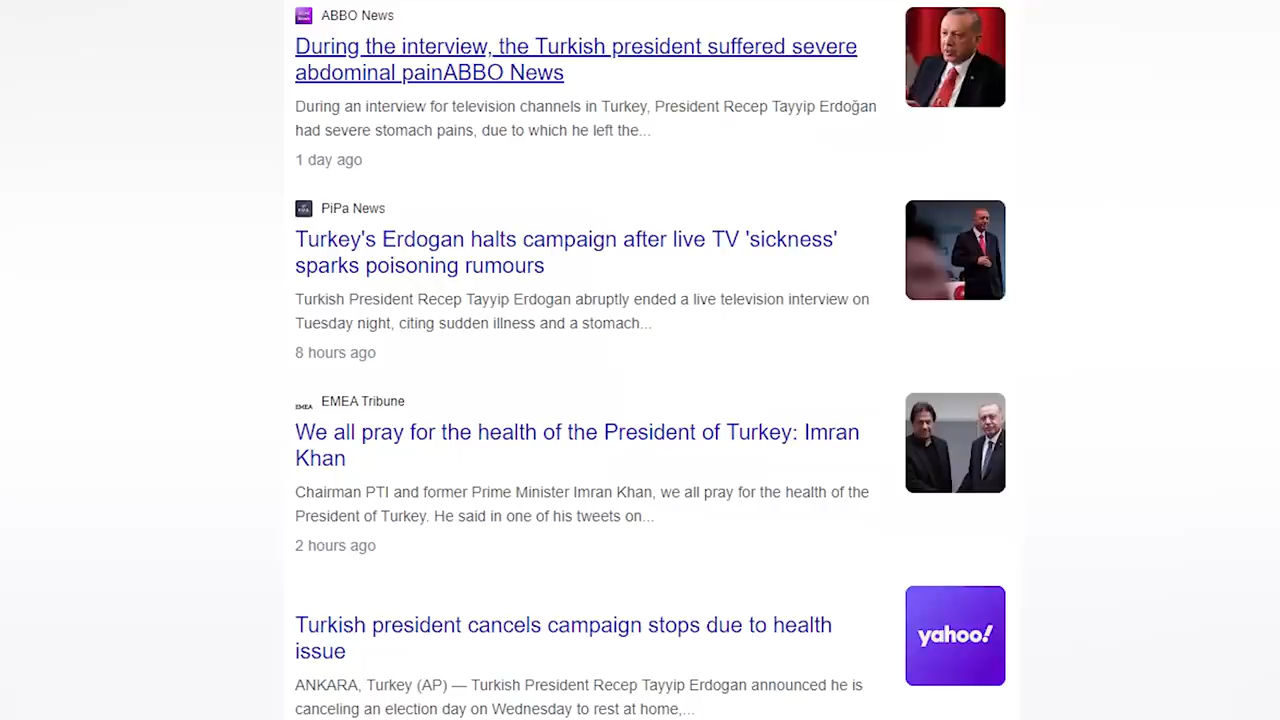 ABBO News
During the interview, the Turkish president suffered severe
abdominal painABBO News
During an interview for television channels in Turkey, President Recep Tayyip Erdoğan
had severe stomach pains, due to which he left the...
1 day ago
PiPa News
Turkey's Erdogan halts campaign after live TV 'sickness'
sparks poisoning rumours
Turkish President Recep Tayyip Erdogan abruptly ended a live television interview on
Tuesday night, citing sudden illness and a stomach...
8 hours ago
EMEA EMEA Tribune
We all pray for the health of the President of Turkey: Imran
Khan
Chairman PTI and former Prime Minister Imran Khan, we all pray for the health of the
President of Turkey. He said in one of his tweets on...
2 hours ago
Turkish president cancels campaign stops due to health
issue
yahoo!
ANKARA, Turkey (AP) — Turkish President Recep Tayyip Erdogan announced he is
canceling an election day on Wednesday to rest at home,...